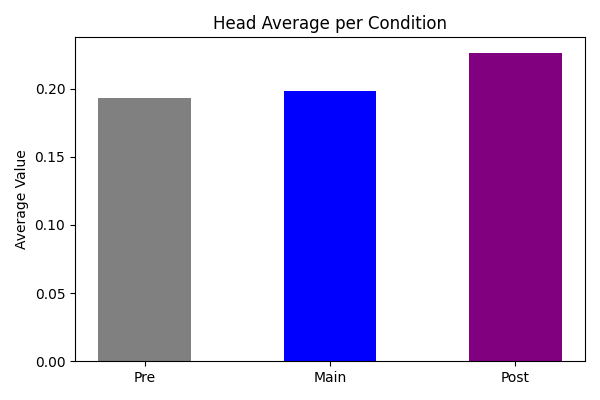 Head Average per Condition
Average Value
0.20
0.15
0.10
0.05
0.00
Pre
Main
Post